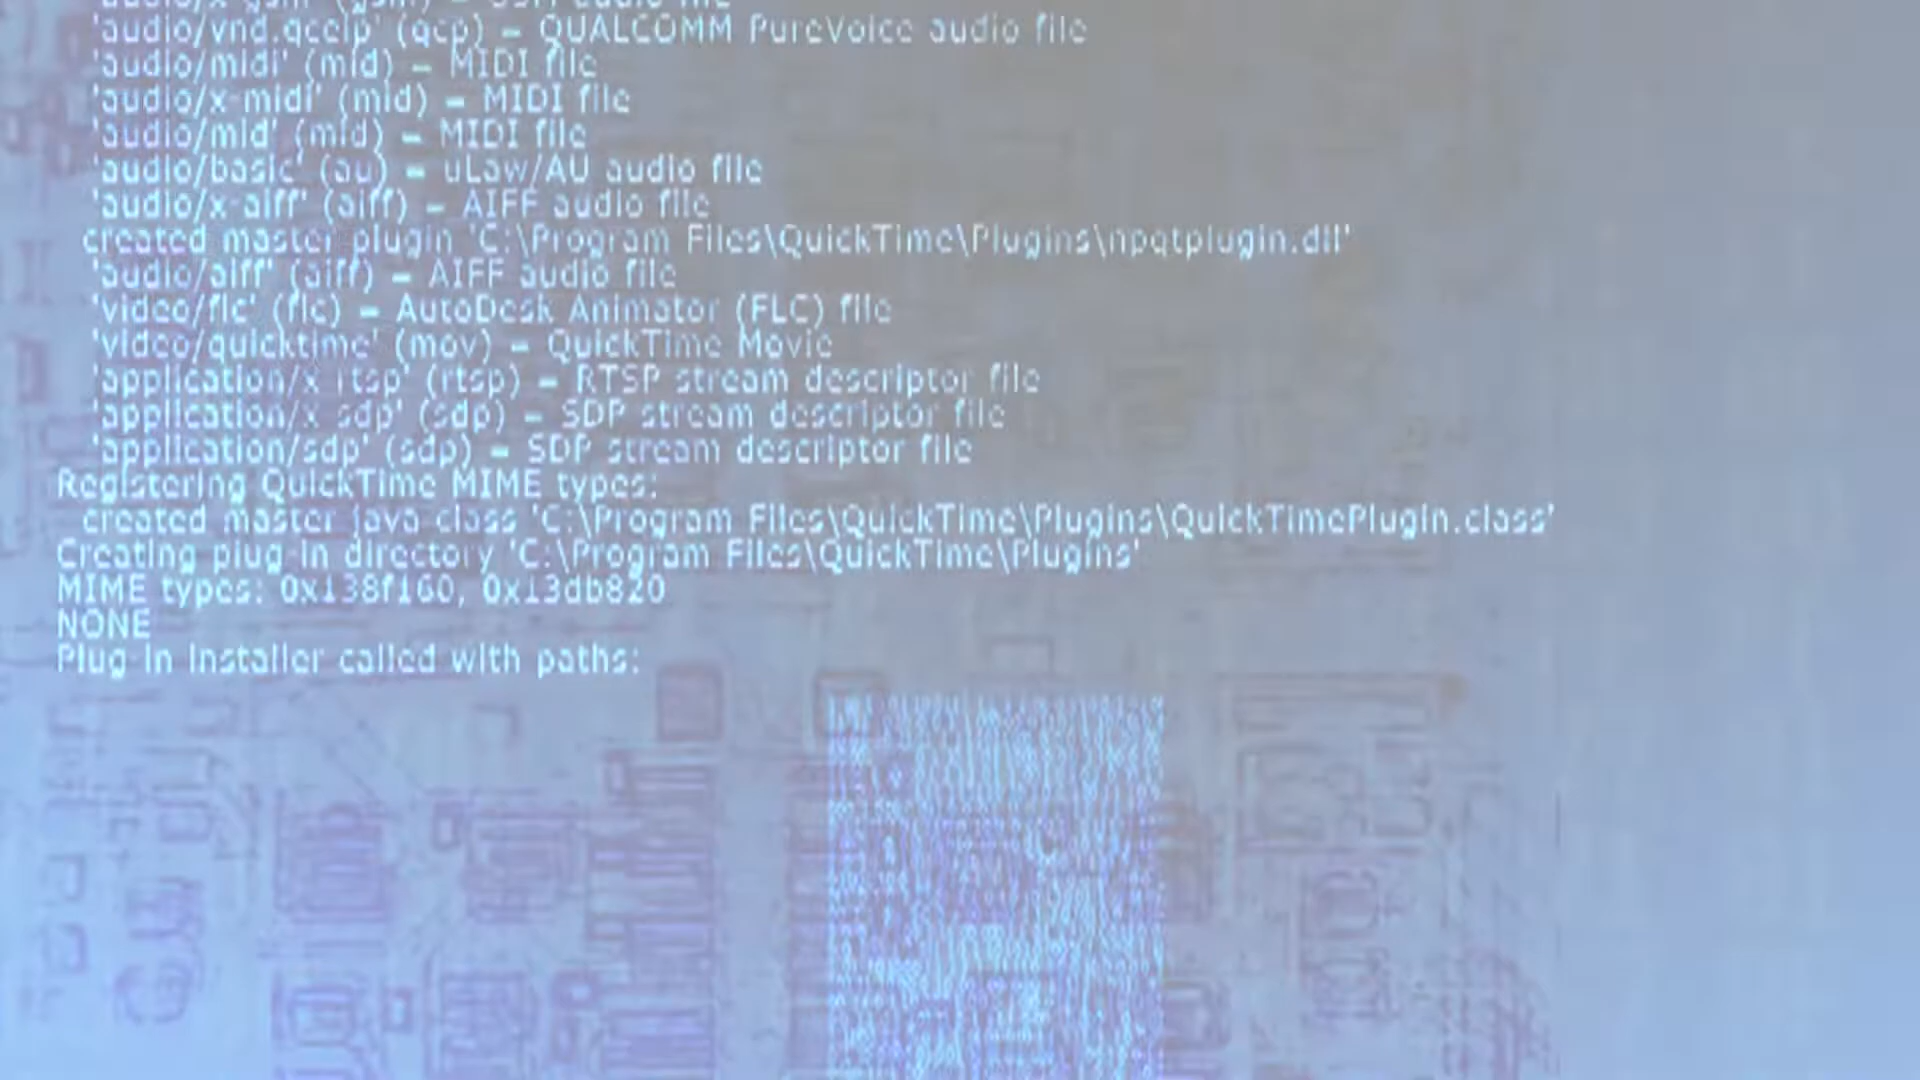 'audio/x-gsm' (gsm) - GSM audio file
'audio/vnd.qcelp' (qcp) - QUALCOMM PureVoice audio file
'audio/midi' (mid) - MIDI file
'audio/x-midi' (mid) - MIDI file
'audio/mid' (mid) - MIDI file
'audio/basic' (au) - uLaw/AU audio file
'audio/x-aiff' (aiff) - AIFF audio file
created master plugin 'C:\Program Files\QuickTime\Plugins\npqtplugin.dll'
'audio/aiff' (aiff) - AIFF audio file
'video/flc' (flc) - AutoDesk Animator (FLC) file
'video/quicktime' (mov) - QuickTime Movie
'application/x-rtsp' (rtsp) - RTSP stream descriptor file
'application/x-sdp' (sdp) - SDP stream descriptor file
'application/sdp' (sdp) - SDP stream descriptor file
Registering QuickTime MIME types:
created master java class 'C:\Program Files\QuickTime\Plugins\QuickTimePlugin.class'
Creating plug-in directory 'C:\Program Files\QuickTime\Plugins'
MIME types: 0x138f160, 0x13db820
NONE
Plug-in installer called with paths: